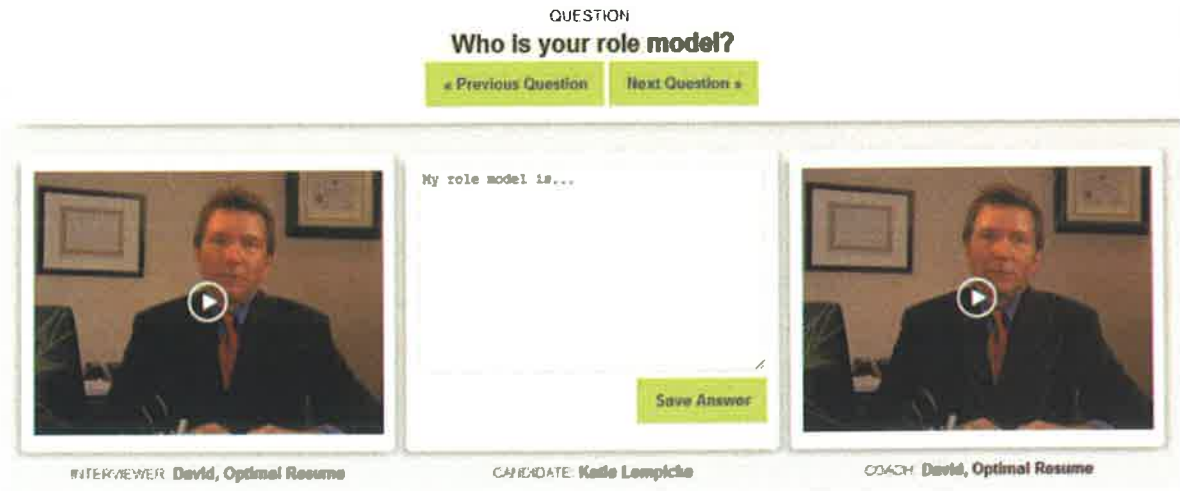 QUESTION
Who is your role model?
« Previous Question
Next Question »
My role model is...
Save Answer
INTERVIEWER: David, Optimal Resume
CANDIDATE: Katie Lempicke
COACH: David, Optimal Resume